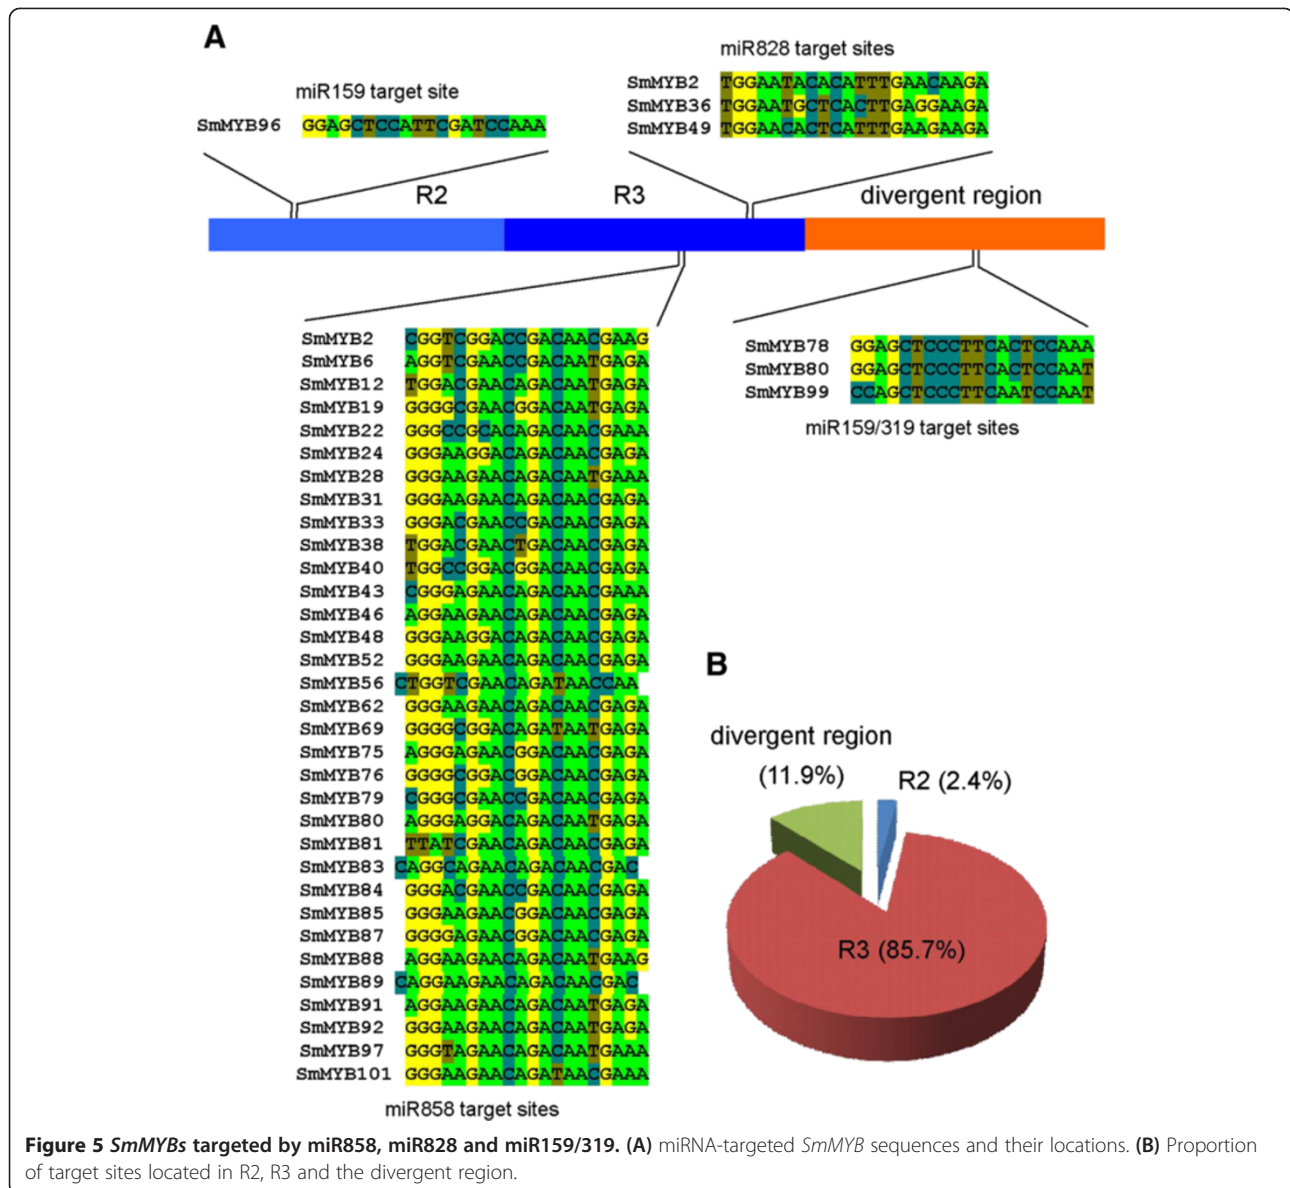 A
miR159 target site
SmMYB96 GGAGCTCCATTCGATCCAAA
miR828 target sites
SmMYB2 TGGAATACACATTTGAACAAGA
SmMYB36 TGGAATGCTCACTTGAGGAAGA
SmMYB49 TGGAACACTCATTTGAAGAAGA
R2
R3
divergent region
SmMYB2 CGGTCGGACCGACAACGAAG
SmMYB6 AGGTCGAACCGACAATGAGA
SmMYB12 TGGACGAACAGACAATGAGA
SmMYB19 GGGGCGAACGGACAATGAGA
SmMYB22 GGGCCGCACAGACAACGAAA
SmMYB24 GGGAAGGACAGACAACGAGA
SmMYB28 GGGAAGAACAGACAATGAAA
SmMYB31 GGGAAGAACAGACAACGAGA
SmMYB33 GGGACGAACCGACAACGAGA
SmMYB38 TGGACGAACTGACAACGAGA
SmMYB40 TGGCCGGACGGACAACGAGA
SmMYB43 CGGGAGAACAGACAACGAAA
SmMYB46 AGGAAGAACAGACAACGAGA
SmMYB48 GGGAAGGACAGACAACGAGA
SmMYB52 GGGAAGAACAGACAACGAGA
SmMYB56 CTGGTCGAACAGATAACCAA
SmMYB62 GGGAAGAACAGACAACGAGA
SmMYB69 GGGGCGGACAGATAATGAGA
SmMYB75 AGGGAGAACGGACAACGAGA
SmMYB76 GGGGCGGACGGACAACGAGA
SmMYB79 CGGGCGAACCGACAACGAGA
SmMYB80 AGGGAGGACAGACAATGAGA
SmMYB81 TTATCGAACAGACAACGAGA
SmMYB83 CAGGCAGAACAGACAACGAC
SmMYB84 GGGACGAACCGACAACGAGA
SmMYB85 GGGAAGAACGGACAACGAGA
SmMYB87 GGGGAGAACGGACAACGAGA
SmMYB88 AGGAAGAACAGACAATGAAG
SmMYB89 CAGGAAGAACAGACAACGAC
SmMYB91 AGGAAGAACAGACAATGAGA
SmMYB92 GGGAAGAACAGACAATGAGA
SmMYB97 GGGTAGAACAGACAATGAAA
SmMYB101 GGGAAGAACAGATAACGAAA
miR858 target sites
SmMYB78 GGAGCTCCCTTCACTCCAAA
SmMYB80 GGAGCTCCCTTCACTCCAAT
SmMYB99 CCAGCTCCCTTCAATCCAAT
miR159/319 target sites
B
divergent region
(11.9%)
R2 (2.4%)
R3 (85.7%)
Figure 5 SmMYBs targeted by miR858, miR828 and miR159/319. (A) miRNA-targeted SmMYB sequences and their locations. (B) Proportion
of target sites located in R2, R3 and the divergent region.